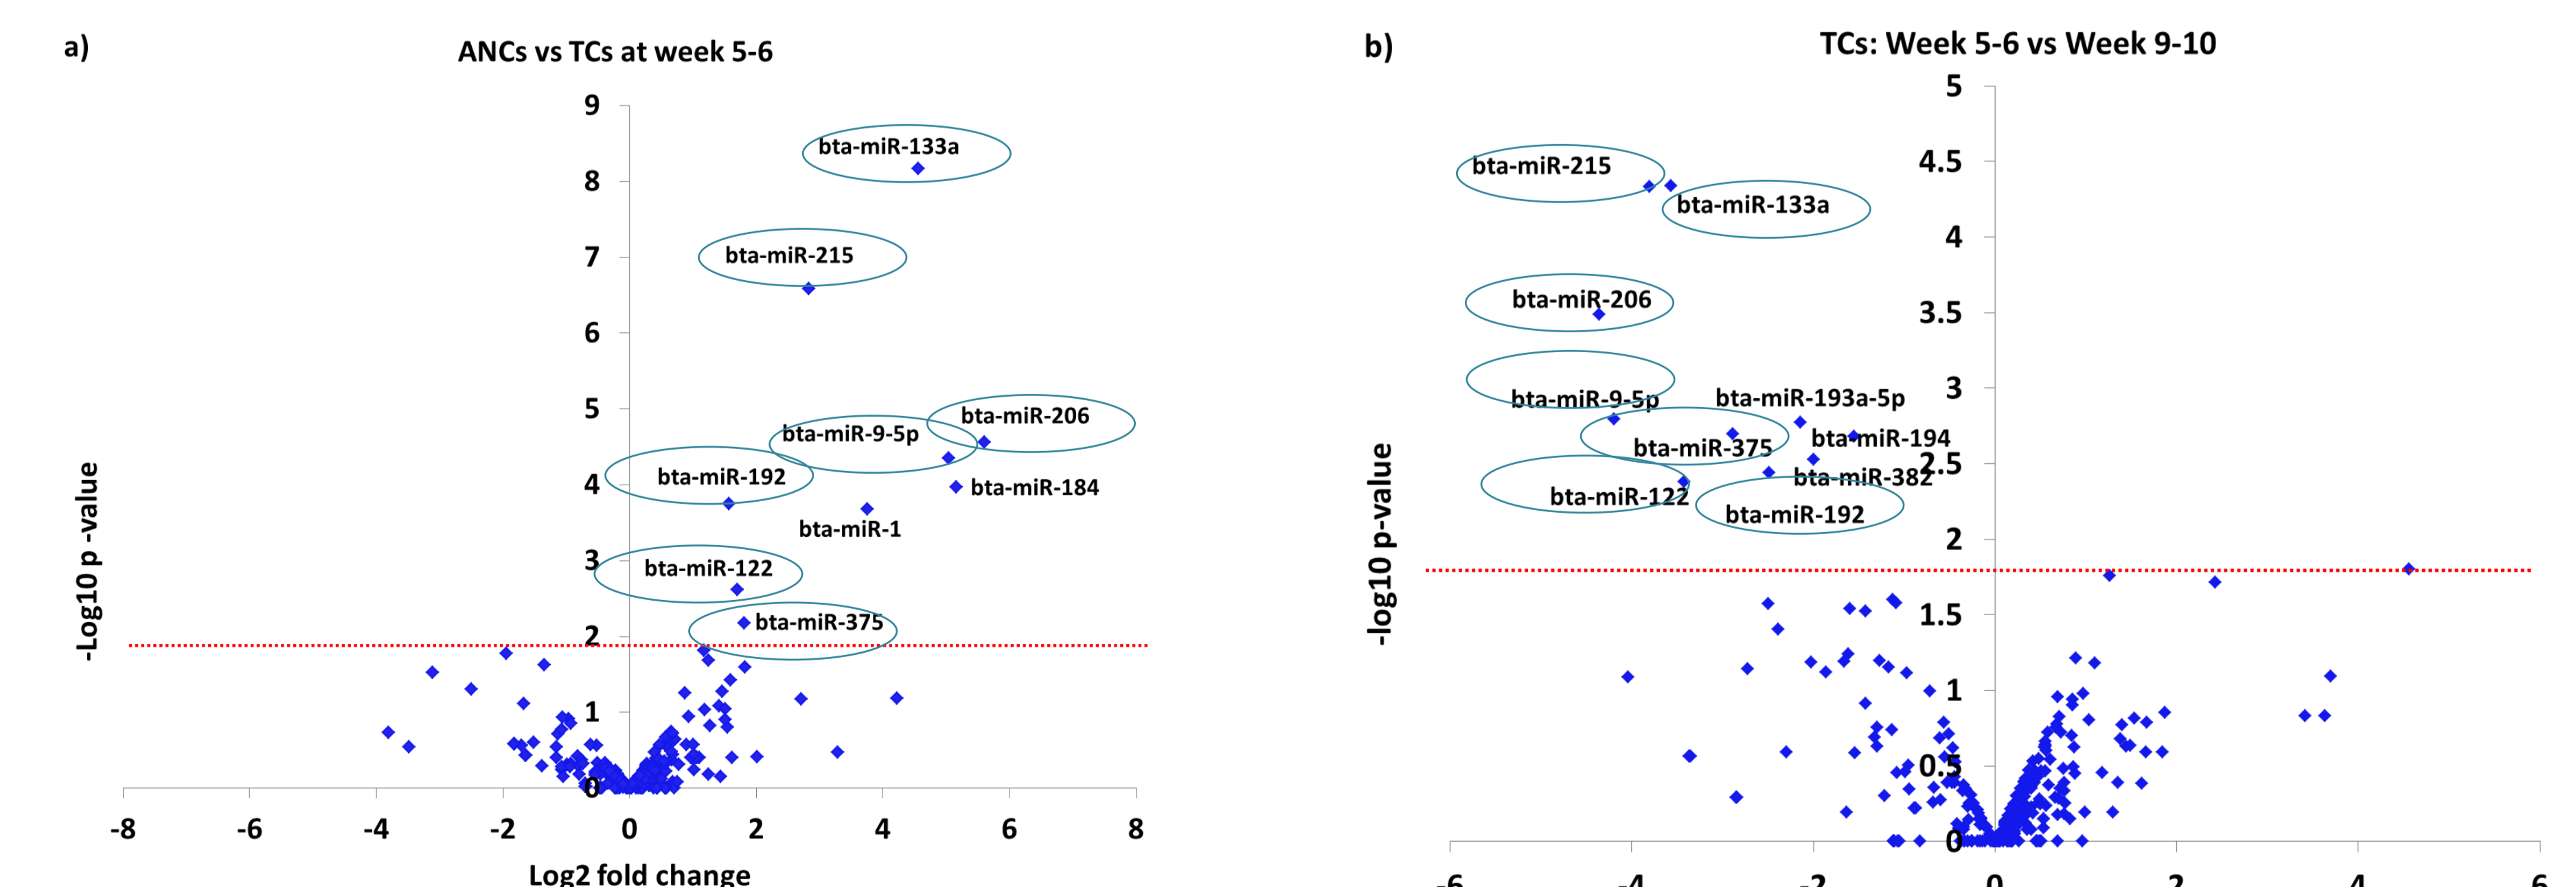 a)
ANCs vs TCs at week 5-6
9
8
7
6
5
4
3
2
1
0
-Log10 p -value
bta-miR-133a
bta-miR-215
bta-miR-206
bta-miR-9-5p
bta-miR-192
bta-miR-184
bta-miR-1
bta-miR-122
bta-miR-375
-8 -6 -4 -2 0 2 4 6 8
Log2 fold change
b)
TCs: Week 5-6 vs Week 9-10
5
4.5
4
3.5
3
2.5
2
1.5
1
0.5
0
-log10 p-value
bta-miR-215
bta-miR-133a
bta-miR-206
bta-miR-9-5p
bta-miR-193a-5p
bta-miR-194
bta-miR-375
bta-miR-382
bta-miR-122
bta-miR-192
-6 -4 -2 0 2 4 6